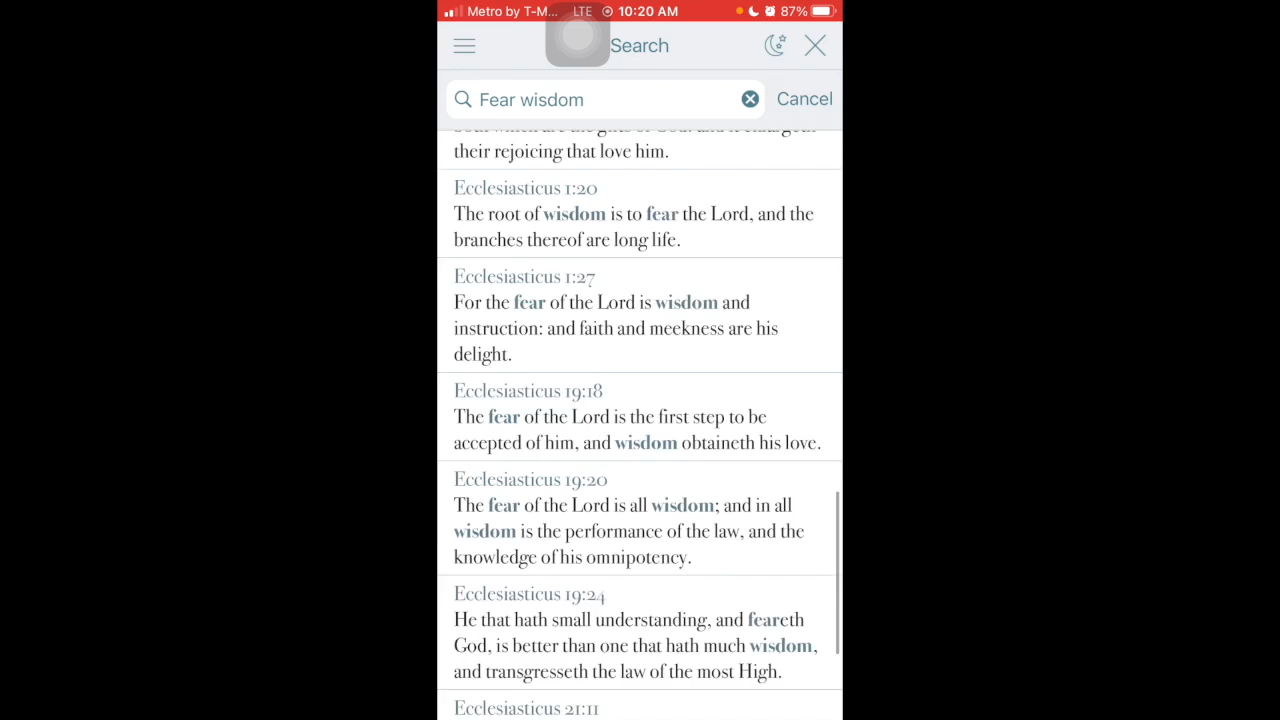 Metro by T-M... LTE 10:20 AM 87%
Search
Fear wisdom Cancel
their rejoicing that love him.
Ecclesiasticus 1:20
The root of wisdom is to fear the Lord, and the
branches thereof are long life.
Ecclesiasticus 1:27
For the fear of the Lord is wisdom and
instruction: and faith and meekness are his
delight.
Ecclesiasticus 19:18
The fear of the Lord is the first step to be
accepted of him, and wisdom obtaineth his love.
Ecclesiasticus 19:20
The fear of the Lord is all wisdom; and in all
wisdom is the performance of the law, and the
knowledge of his omnipotency.
Ecclesiasticus 19:24
He that hath small understanding, and feareth
God, is better than one that hath much wisdom,
and transgresseth the law of the most High.
Ecclesiasticus 21:11